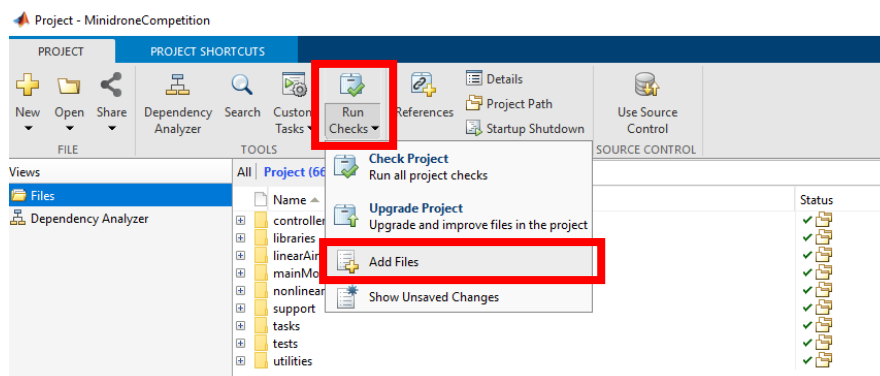 Project - MinidroneCompetition
PROJECT
PROJECT SHORTCUTS
New
Open
Share
Dependency
Analyzer
Search
Custom
Tasks
Run
Checks
References
Details
Project Path
Startup Shutdown
Use Source
Control
FILE
TOOLS
SOURCE CONTROL
Check Project
Run all project checks
Upgrade Project
Upgrade and improve files in the project
Add Files
Show Unsaved Changes
Views
Files
Dependency Analyzer
All
Project (66
Name
Status
controller
libraries
linearAir
mainMo
nonlinear
support
tasks
tests
utilities